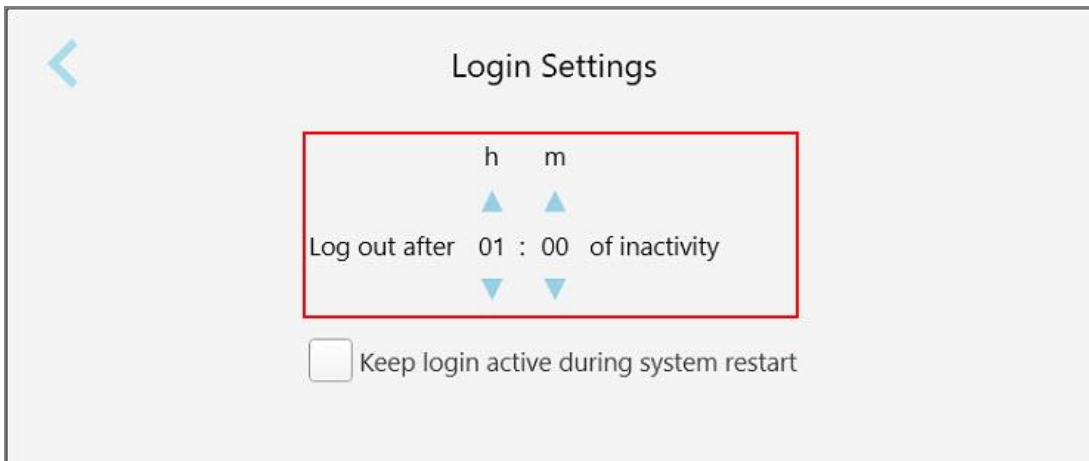 Login Settings
h m
Log out after 01 : 00 of inactivity
Keep login active during system restart